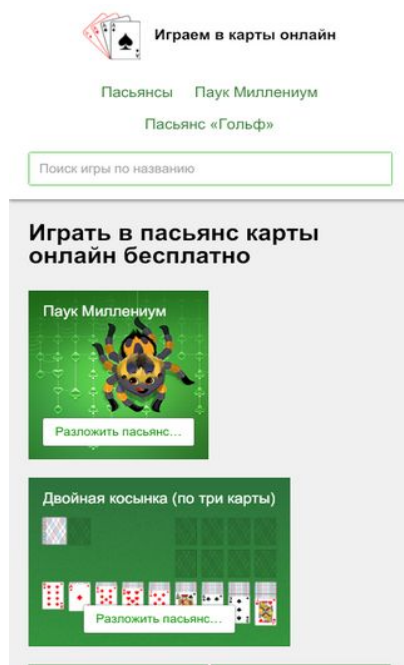 Играем в карты онлайн
Пасьянсы Паук Миллениум
Пасьянс «Гольф»
Поиск игры по названию
Играть в пасьянс карты
онлайн бесплатно
Паук Миллениум
Разложить пасьянс...
Двойная косынка (по три карты)
Разложить пасьянс...